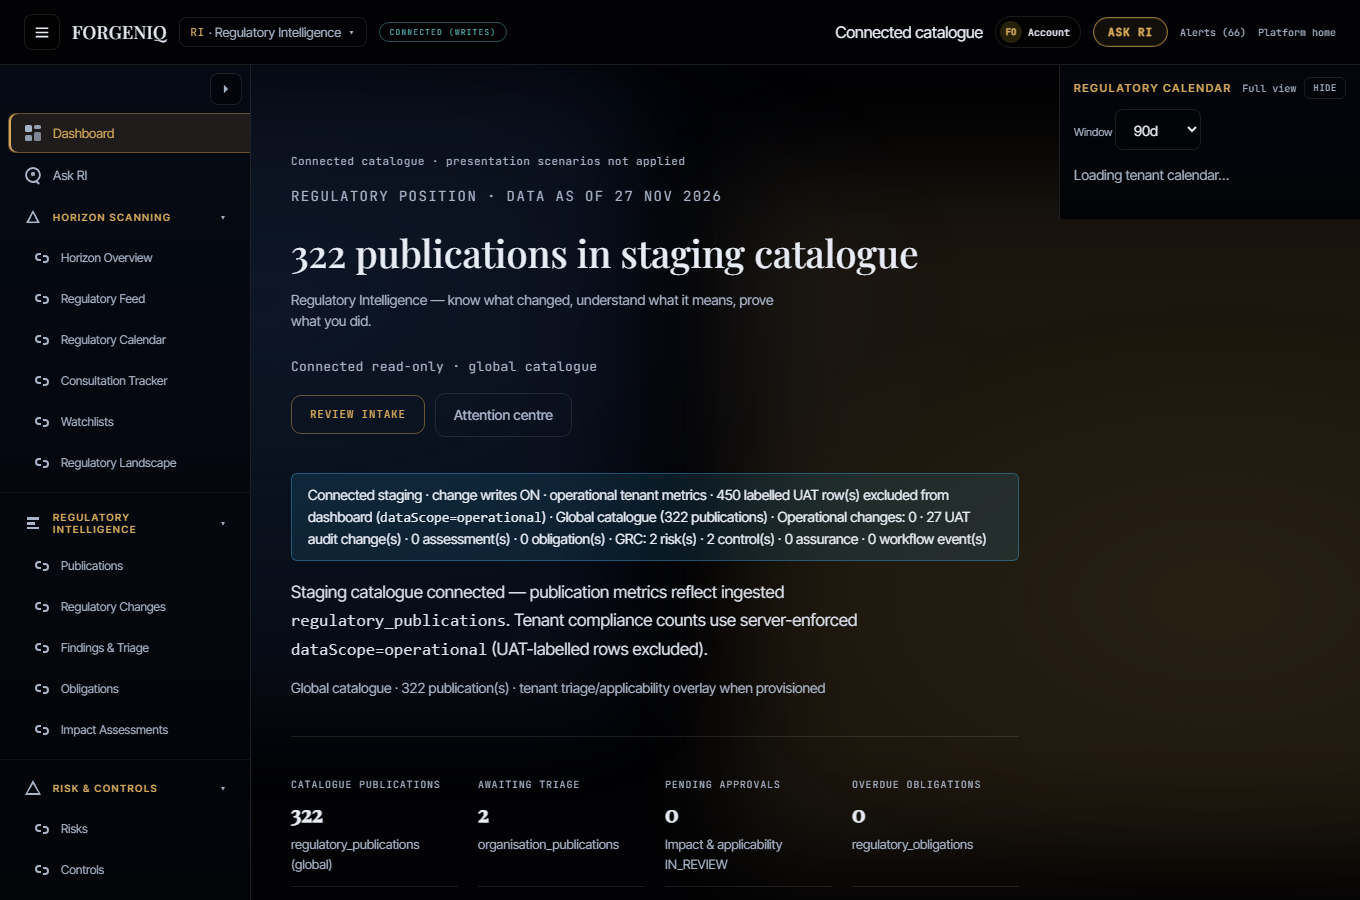 FORGENIQ
RI · Regulatory Intelligence ▾
CONNECTED (WRITES)
Connected catalogue
FO Account
ASK RI
Alerts (66)
Platform home
Dashboard
Ask RI
HORIZON SCANNING
Horizon Overview
Regulatory Feed
Regulatory Calendar
Consultation Tracker
Watchlists
Regulatory Landscape
REGULATORY
INTELLIGENCE
Publications
Regulatory Changes
Findings & Triage
Obligations
Impact Assessments
RISK & CONTROLS
Risks
Controls
Connected catalogue · presentation scenarios not applied
REGULATORY POSITION · DATA AS OF 27 NOV 2026
322 publications in staging catalogue
Regulatory Intelligence — know what changed, understand what it means, prove
what you did.
Connected read-only · global catalogue
REVIEW INTAKE
Attention centre
Connected staging · change writes ON · operational tenant metrics · 450 labelled UAT row(s) excluded from
dashboard (dataScope=operational) · Global catalogue (322 publications) · Operational changes: 0 · 27 UAT
audit change(s) · 0 assessment(s) · 0 obligation(s) · GRC: 2 risk(s) · 2 control(s) · 0 assurance · 0 workflow event(s)
Staging catalogue connected — publication metrics reflect ingested
regulatory_publications. Tenant compliance counts use server-enforced
dataScope=operational (UAT-labelled rows excluded).
Global catalogue · 322 publication(s) · tenant triage/applicability overlay when provisioned
CATALOGUE PUBLICATIONS
322
regulatory_publications
(global)
AWAITING TRIAGE
2
organisation_publications
PENDING APPROVALS
0
Impact & applicability
IN_REVIEW
OVERDUE OBLIGATIONS
0
regulatory_obligations
REGULATORY CALENDAR
Full view
HIDE
Window 90d
Loading tenant calendar…